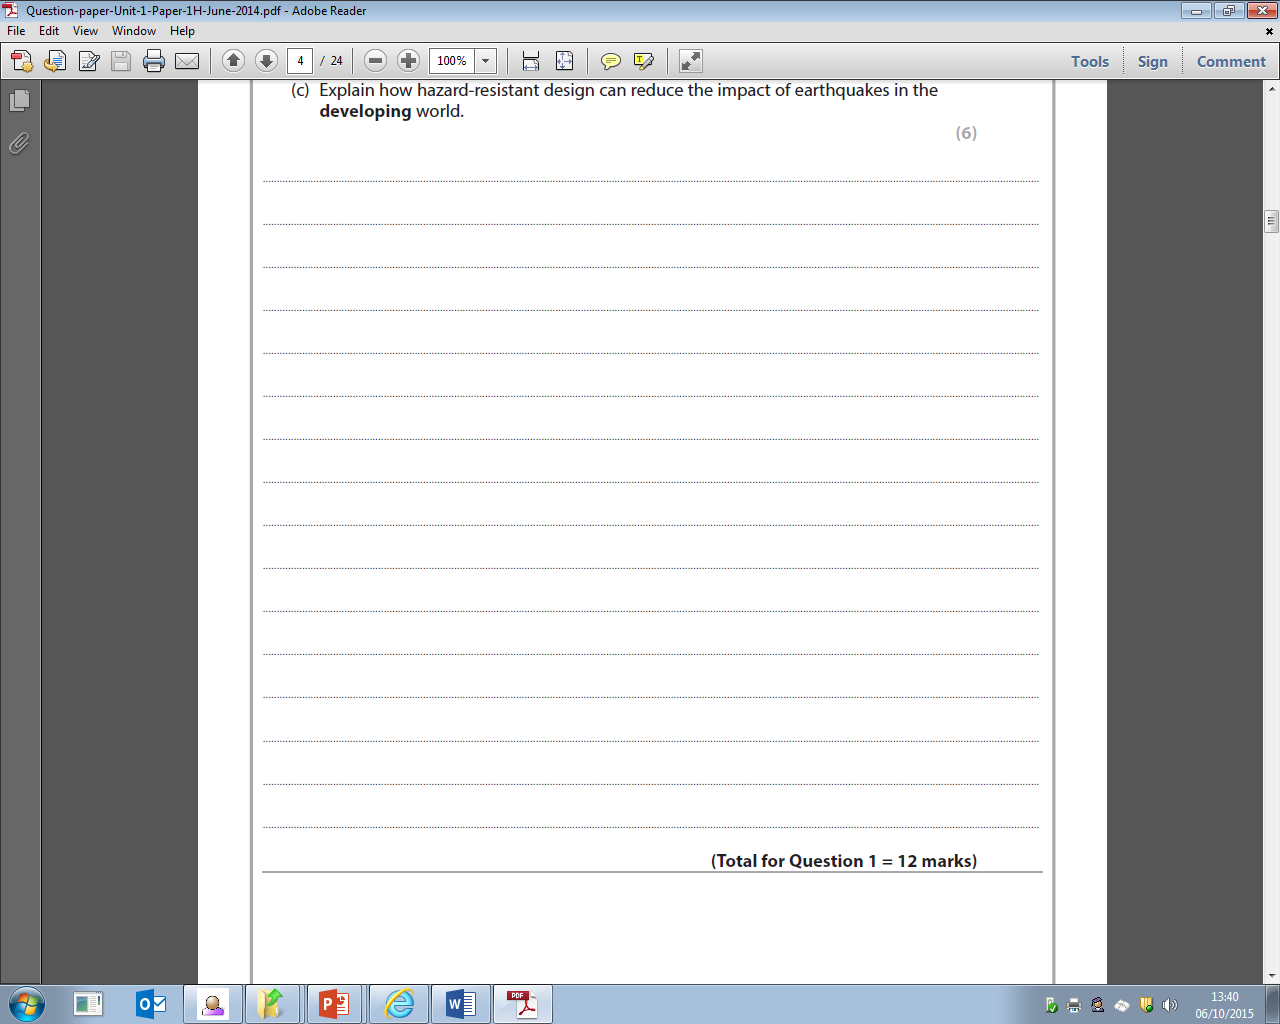 Question-paper-Unit-1-Paper-1H-June-2014.pdf - Adobe Reader
File Edit View Window Help
4 / 24 100% Tools Sign Comment
(c) Explain how hazard-resistant design can reduce the impact of earthquakes in the
developing world.
(6)
(Total for Question 1 = 12 marks)
13:40
06/10/2015